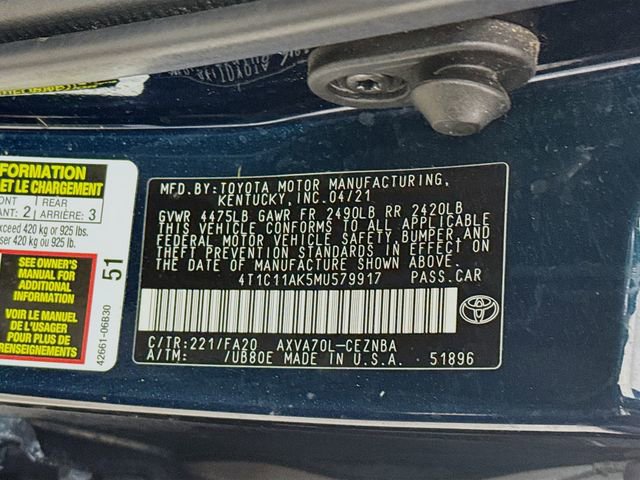 FORMATION
ET LE CHARGEMENT
ONT
ANT: 2
REAR
ARRIÈRE: 3
xceed 420 kg or 925 lbs.
ser 420 kg ou 925 lb.
SEE OWNER'S
MANUAL FOR
ADDITIONAL
INFORMATION
VOIR LE MANUEL
DE L'USAGER
POUR PLUS DE
RENSEIGNEMENTS
51
42661-06B30
MFD.BY:TOYOTA MOTOR MANUFACTURING,
KENTUCKY, INC.04/21
GVWR 4475LB GAWR FR 2490LB RR 2420LB
THIS VEHICLE CONFORMS TO ALL APPLICABLE
FEDERAL MOTOR VEHICLE SAFETY,BUMPER,AND
THEFT PREVENTION STANDARDS IN EFFECT ON
THE DATE OF MANUFACTURE SHOWN ABOVE.
4T1C11AK5MU579917 PASS.CAR
C/TR:221/FA20 AXVA70L-CEZNBA
A/TM: /UB80E MADE IN U.S.A. 51896